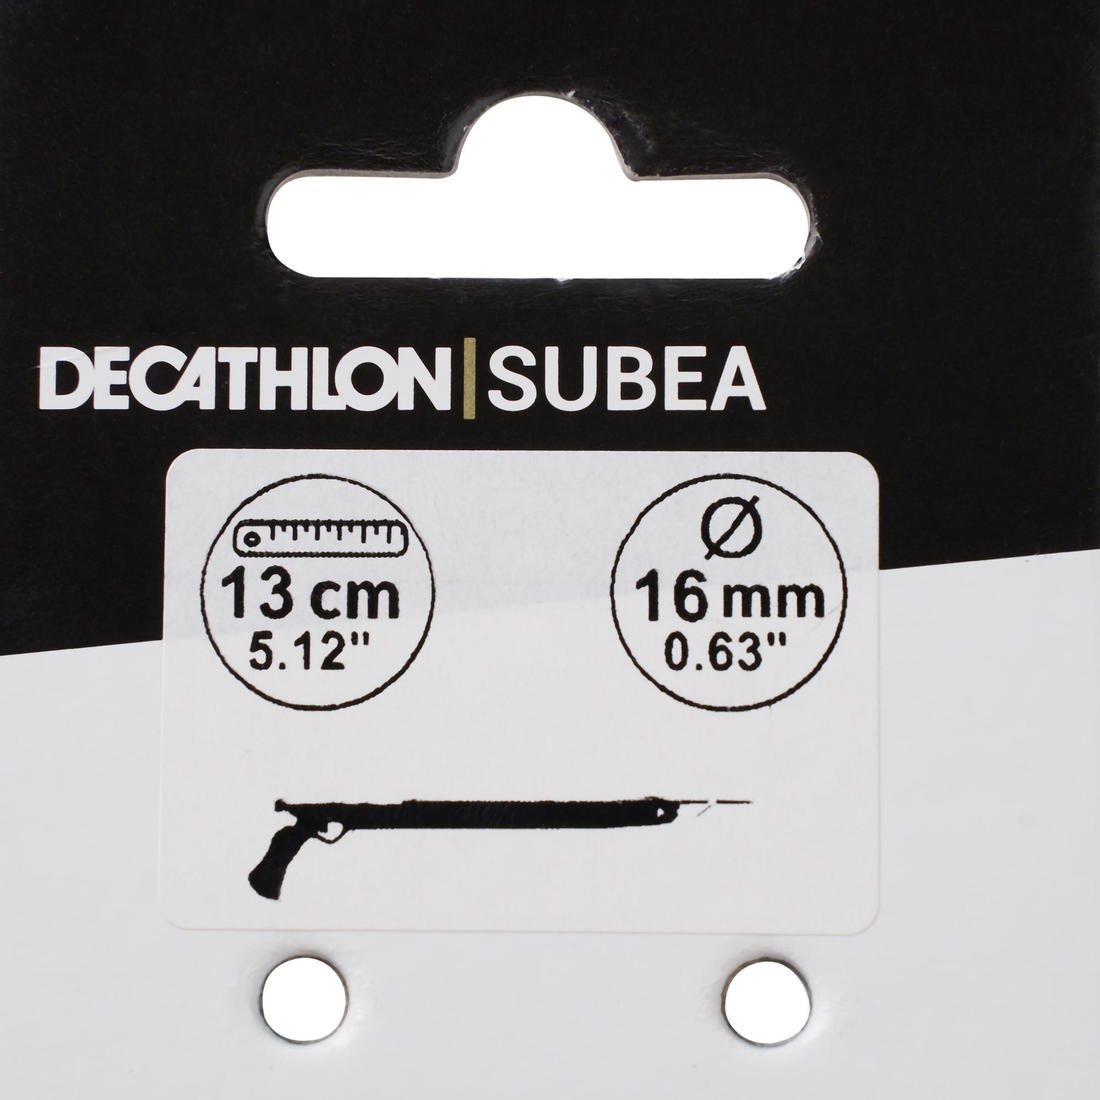 DECATHLON | SUBEA
13 cm
5.12"
Ø
16 mm
0.63"